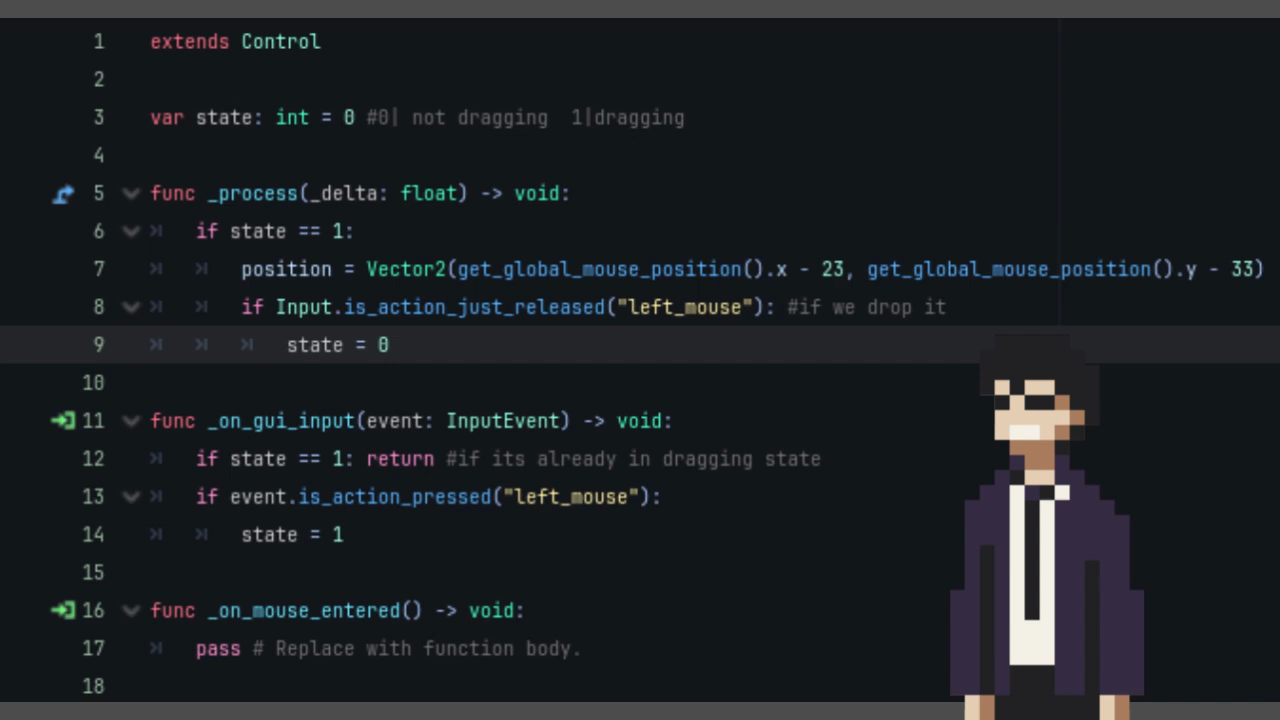 1 extends Control
2
3 var state: int = 0 #0| not dragging  1|dragging
4
5 func _process(_delta: float) -> void:
6 if state == 1:
7 position = Vector2(get_global_mouse_position().x - 23, get_global_mouse_position().y - 33)
8 if Input.is_action_just_released("left_mouse"): #if we drop it
9 state = 0
10
11 func _on_gui_input(event: InputEvent) -> void:
12 if state == 1: return #if its already in dragging state
13 if event.is_action_pressed("left_mouse"):
14 state = 1
15
16 func _on_mouse_entered() -> void:
17 pass # Replace with function body.
18